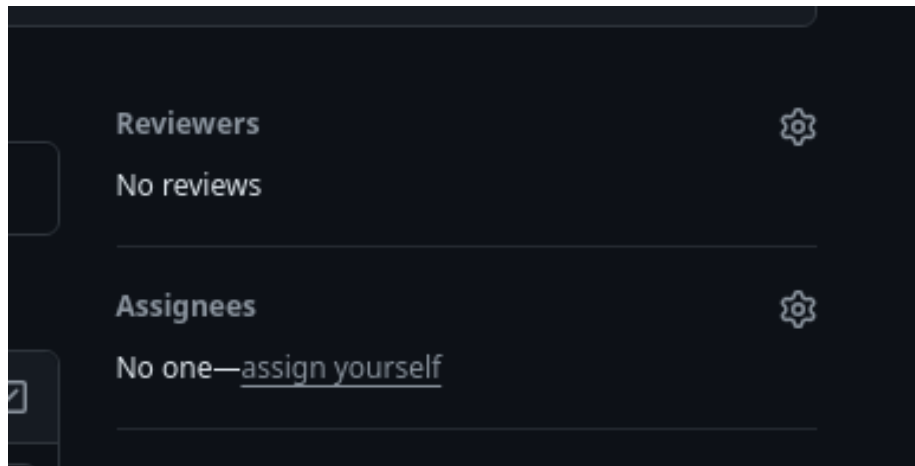 Reviewers
No reviews
Assignees
No one—assign yourself